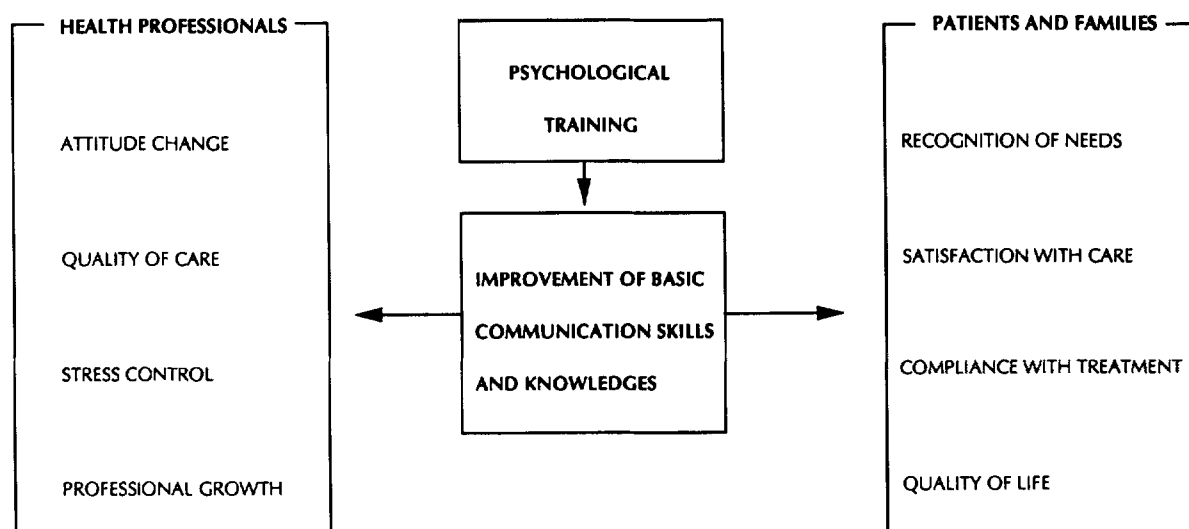 HEALTH PROFESSIONALS
ATTITUDE CHANGE
QUALITY OF CARE
STRESS CONTROL
PROFESSIONAL GROWTH
PSYCHOLOGICAL
TRAINING
IMPROVEMENT OF BASIC
COMMUNICATION SKILLS
AND KNOWLEDGES
PATIENTS AND FAMILIES
RECOGNITION OF NEEDS
SATISFACTION WITH CARE
COMPLIANCE WITH TREATMENT
QUALITY OF LIFE